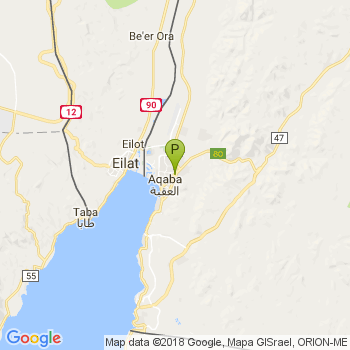 Be'er Ora
90
12
47
Eilot
P
80
Eilat
Aqaba
العقبة
Taba
طابا
55
Google
Map data ©2018 Google, Mapa GISrael, ORION-ME